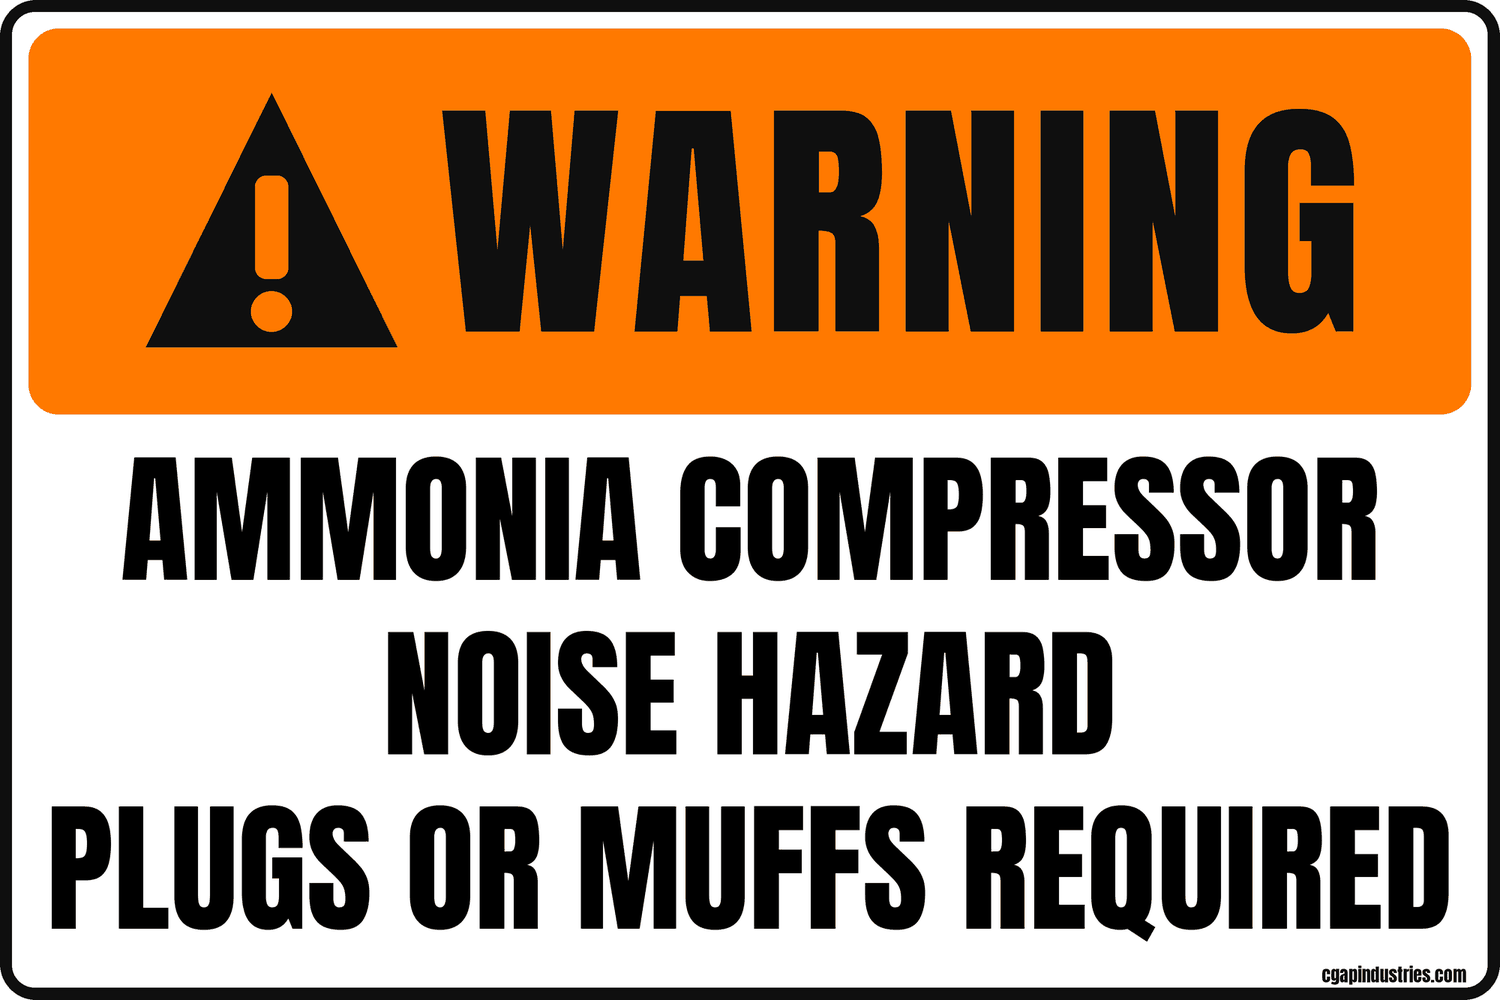 WARNING
AMMONIA COMPRESSOR
NOISE HAZARD
PLUGS OR MUFFS REQUIRED
cgapindustries.com